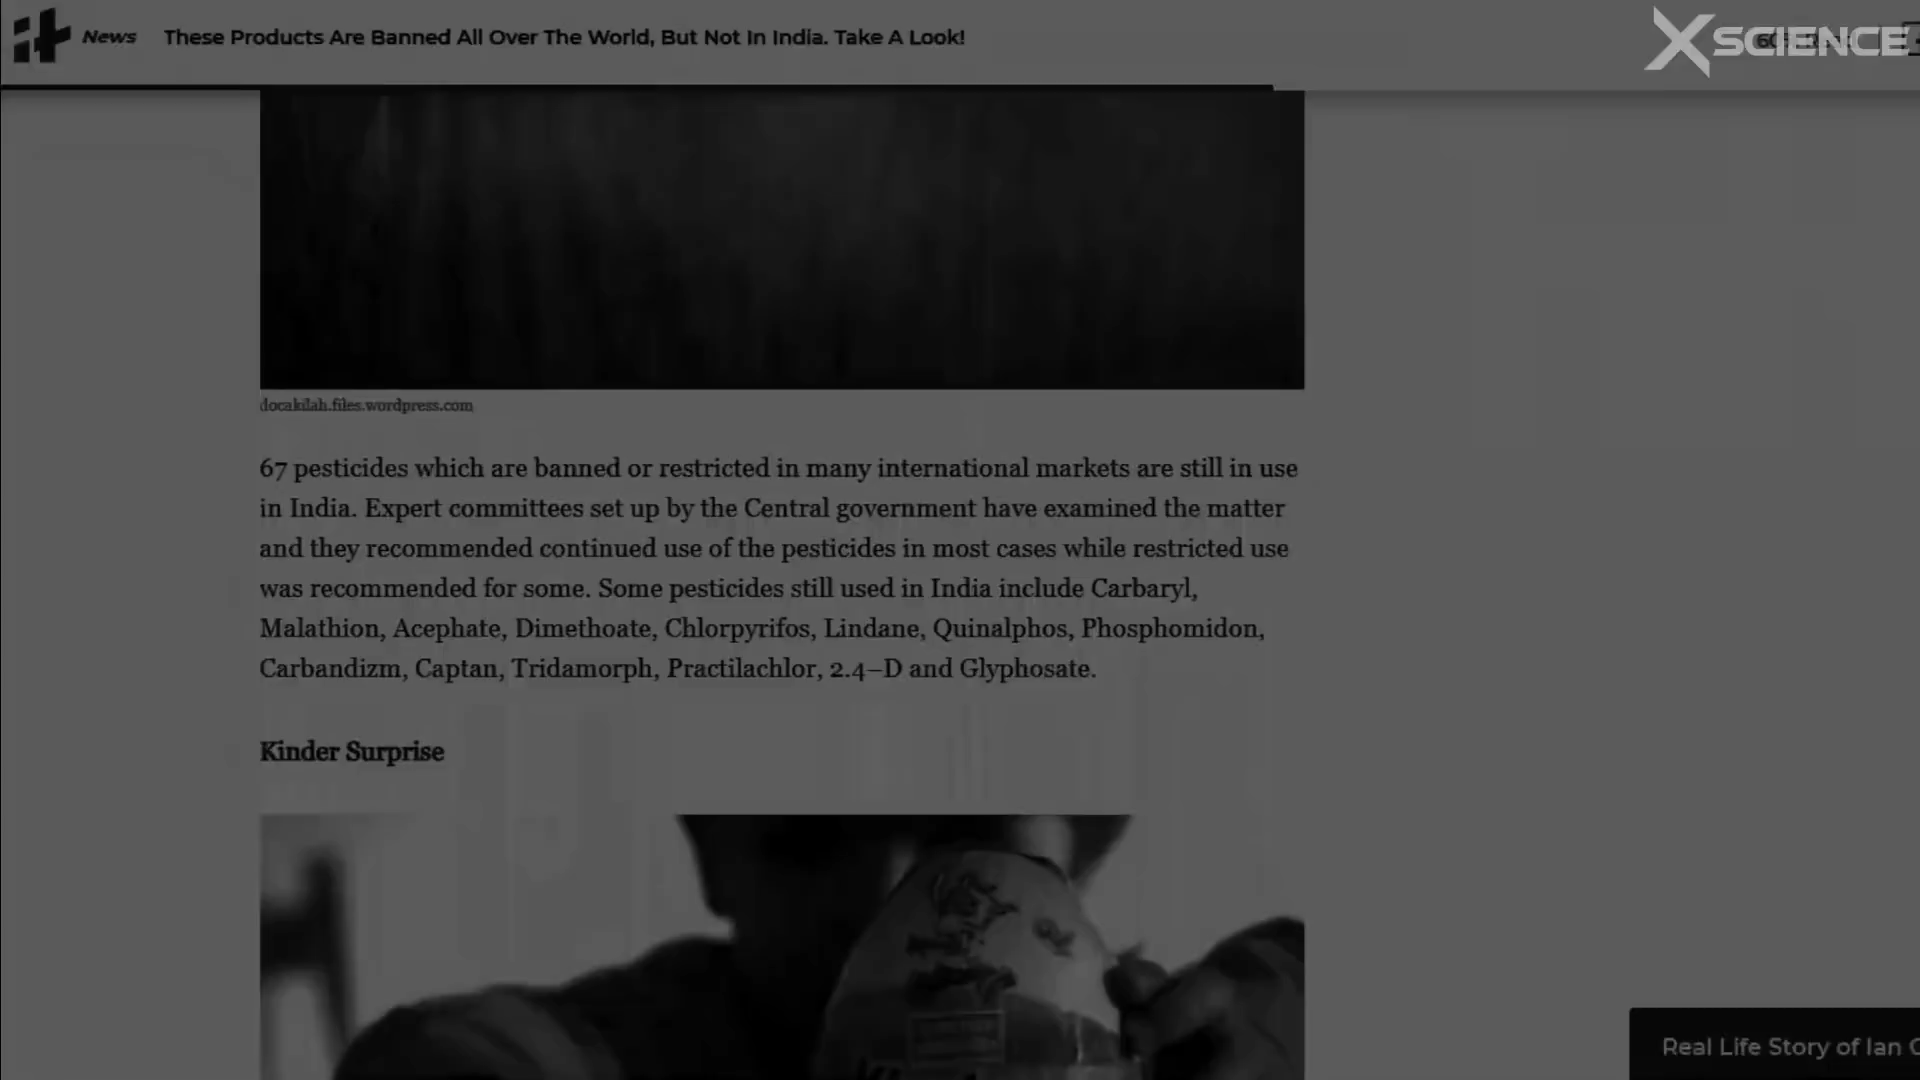 News These Products Are Banned All Over The World, But Not In India. Take A Look!
XSCIENCE
docakilah.files.wordpress.com
67 pesticides which are banned or restricted in many international markets are still in use
in India. Expert committees set up by the Central government have examined the matter
and they recommended continued use of the pesticides in most cases while restricted use
was recommended for some. Some pesticides still used in India include Carbaryl,
Malathion, Acephate, Dimethoate, Chlorpyrifos, Lindane, Quinalphos, Phosphomidon,
Carbandizm, Captan, Tridamorph, Practilachlor, 2.4–D and Glyphosate.
Kinder Surprise
Real Life Story of Ian